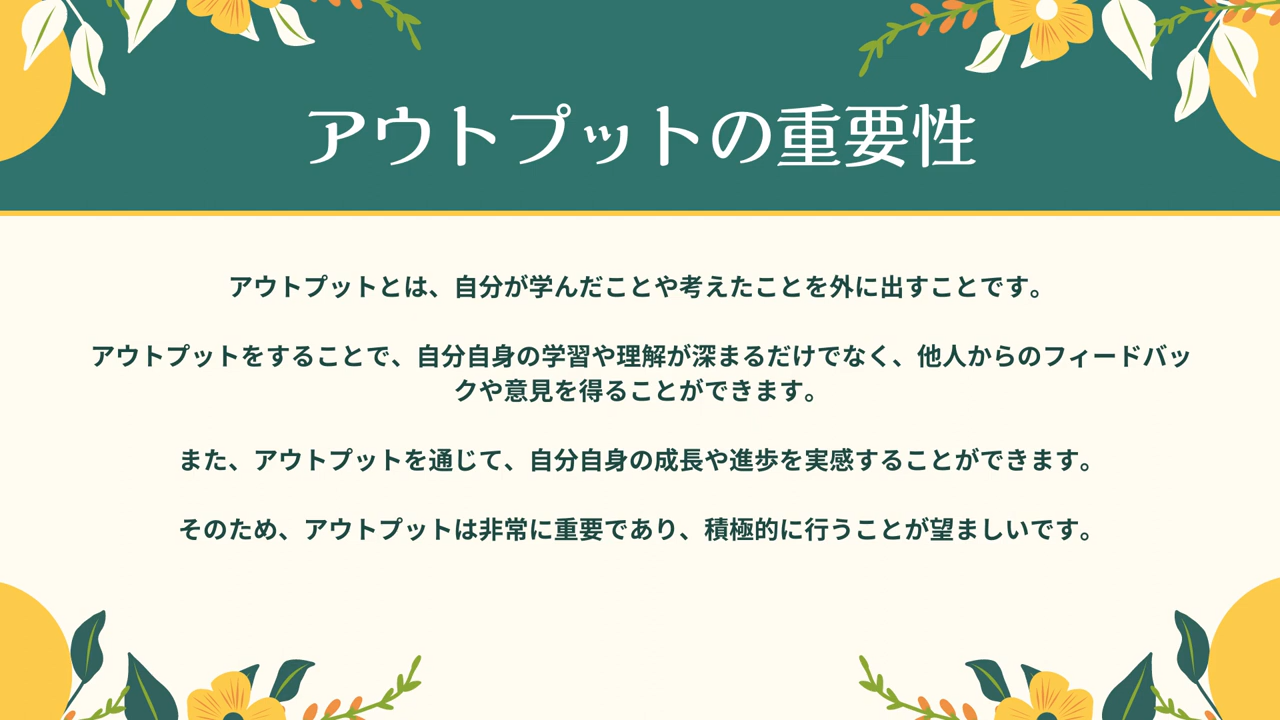 アウトプットの重要性
アウトプットとは、自分が学んだことや考えたことを外に出すことです。
アウトプットをすることで、自分自身の学習や理解が深まるだけでなく、他人からのフィードバッ
クや意見を得ることができます。
また、アウトプットを通じて、自分自身の成長や進歩を実感することができます。
そのため、アウトプットは非常に重要であり、積極的に行うことが望ましいです。